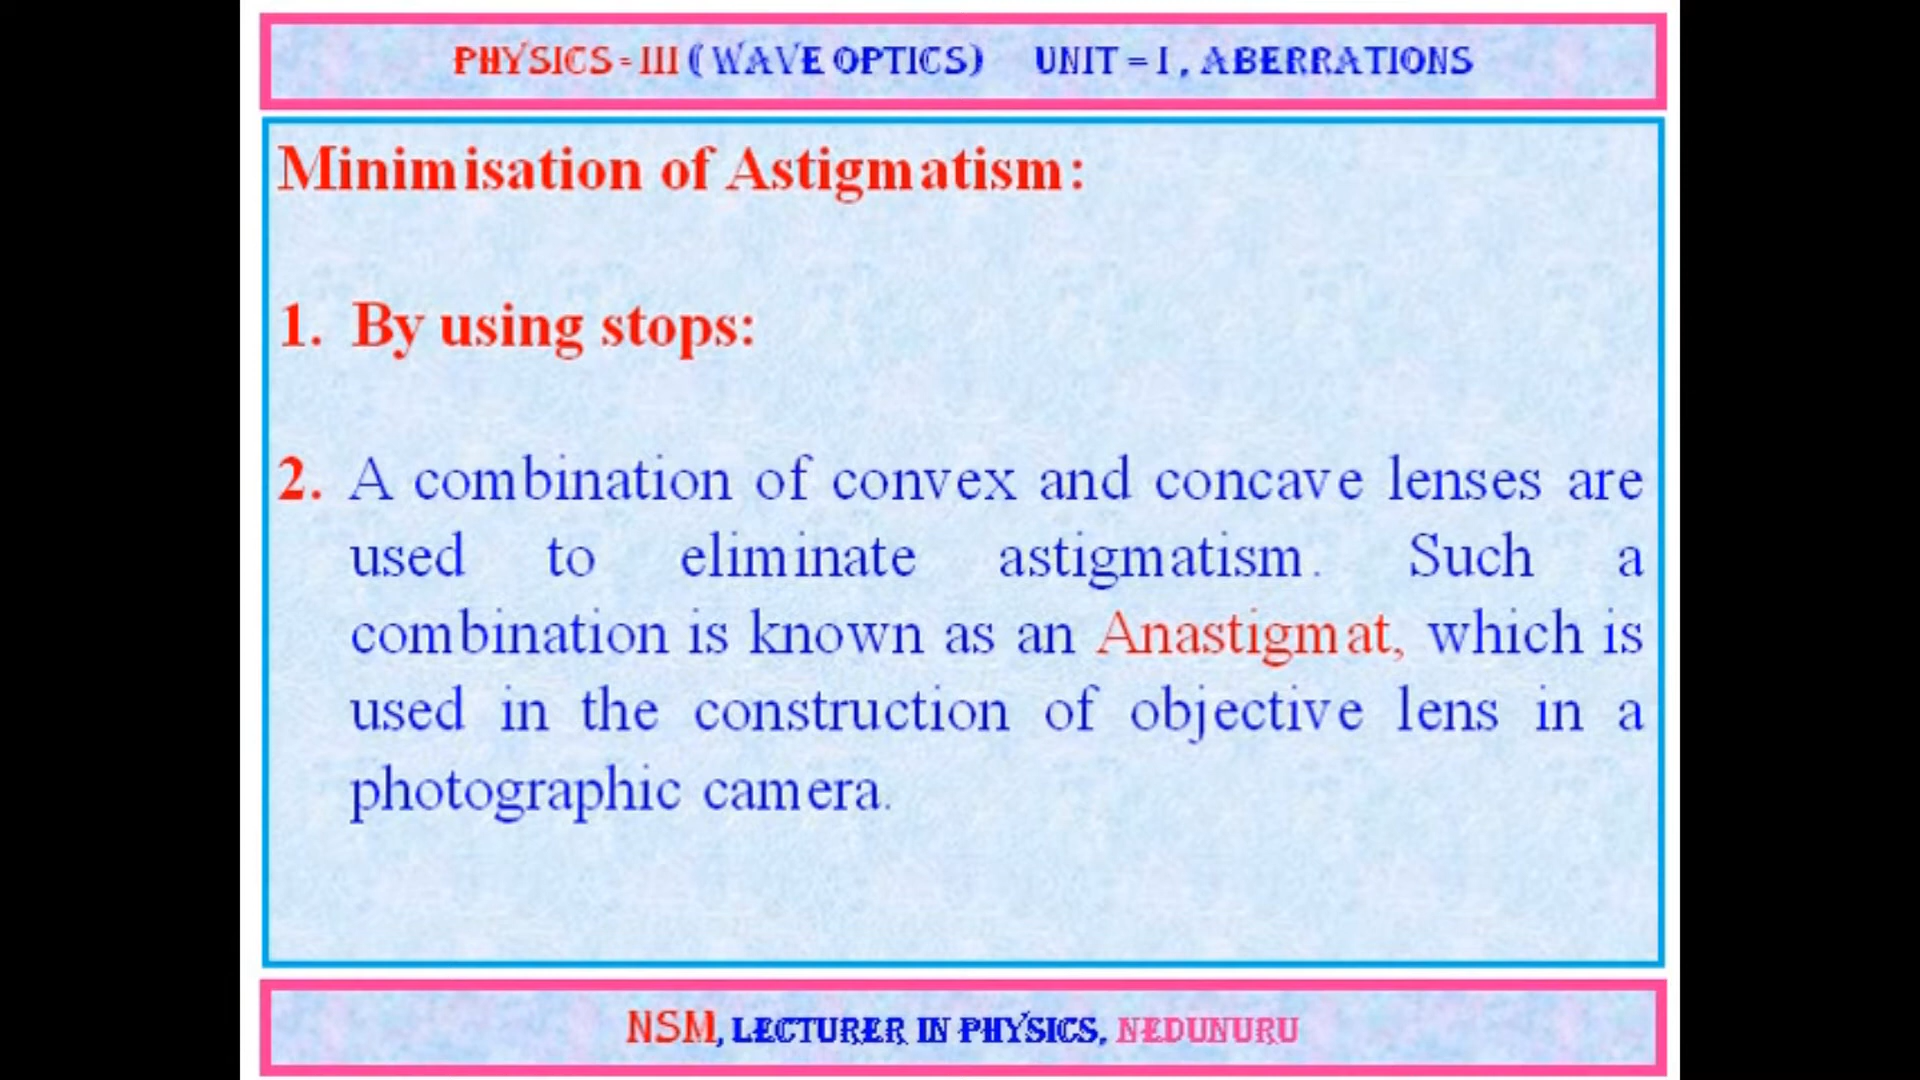 PHYSICS - III ( WAVE OPTICS) UNIT - I , ABERRATIONS
Minimisation of Astigmatism:
1. By using stops:
2. A combination of convex and concave lenses are
used to eliminate astigmatism. Such a
combination is known as an Anastigmat, which is
used in the construction of objective lens in a
photographic camera.
NSM, LECTURER IN PHYSICS, NEDUNURU